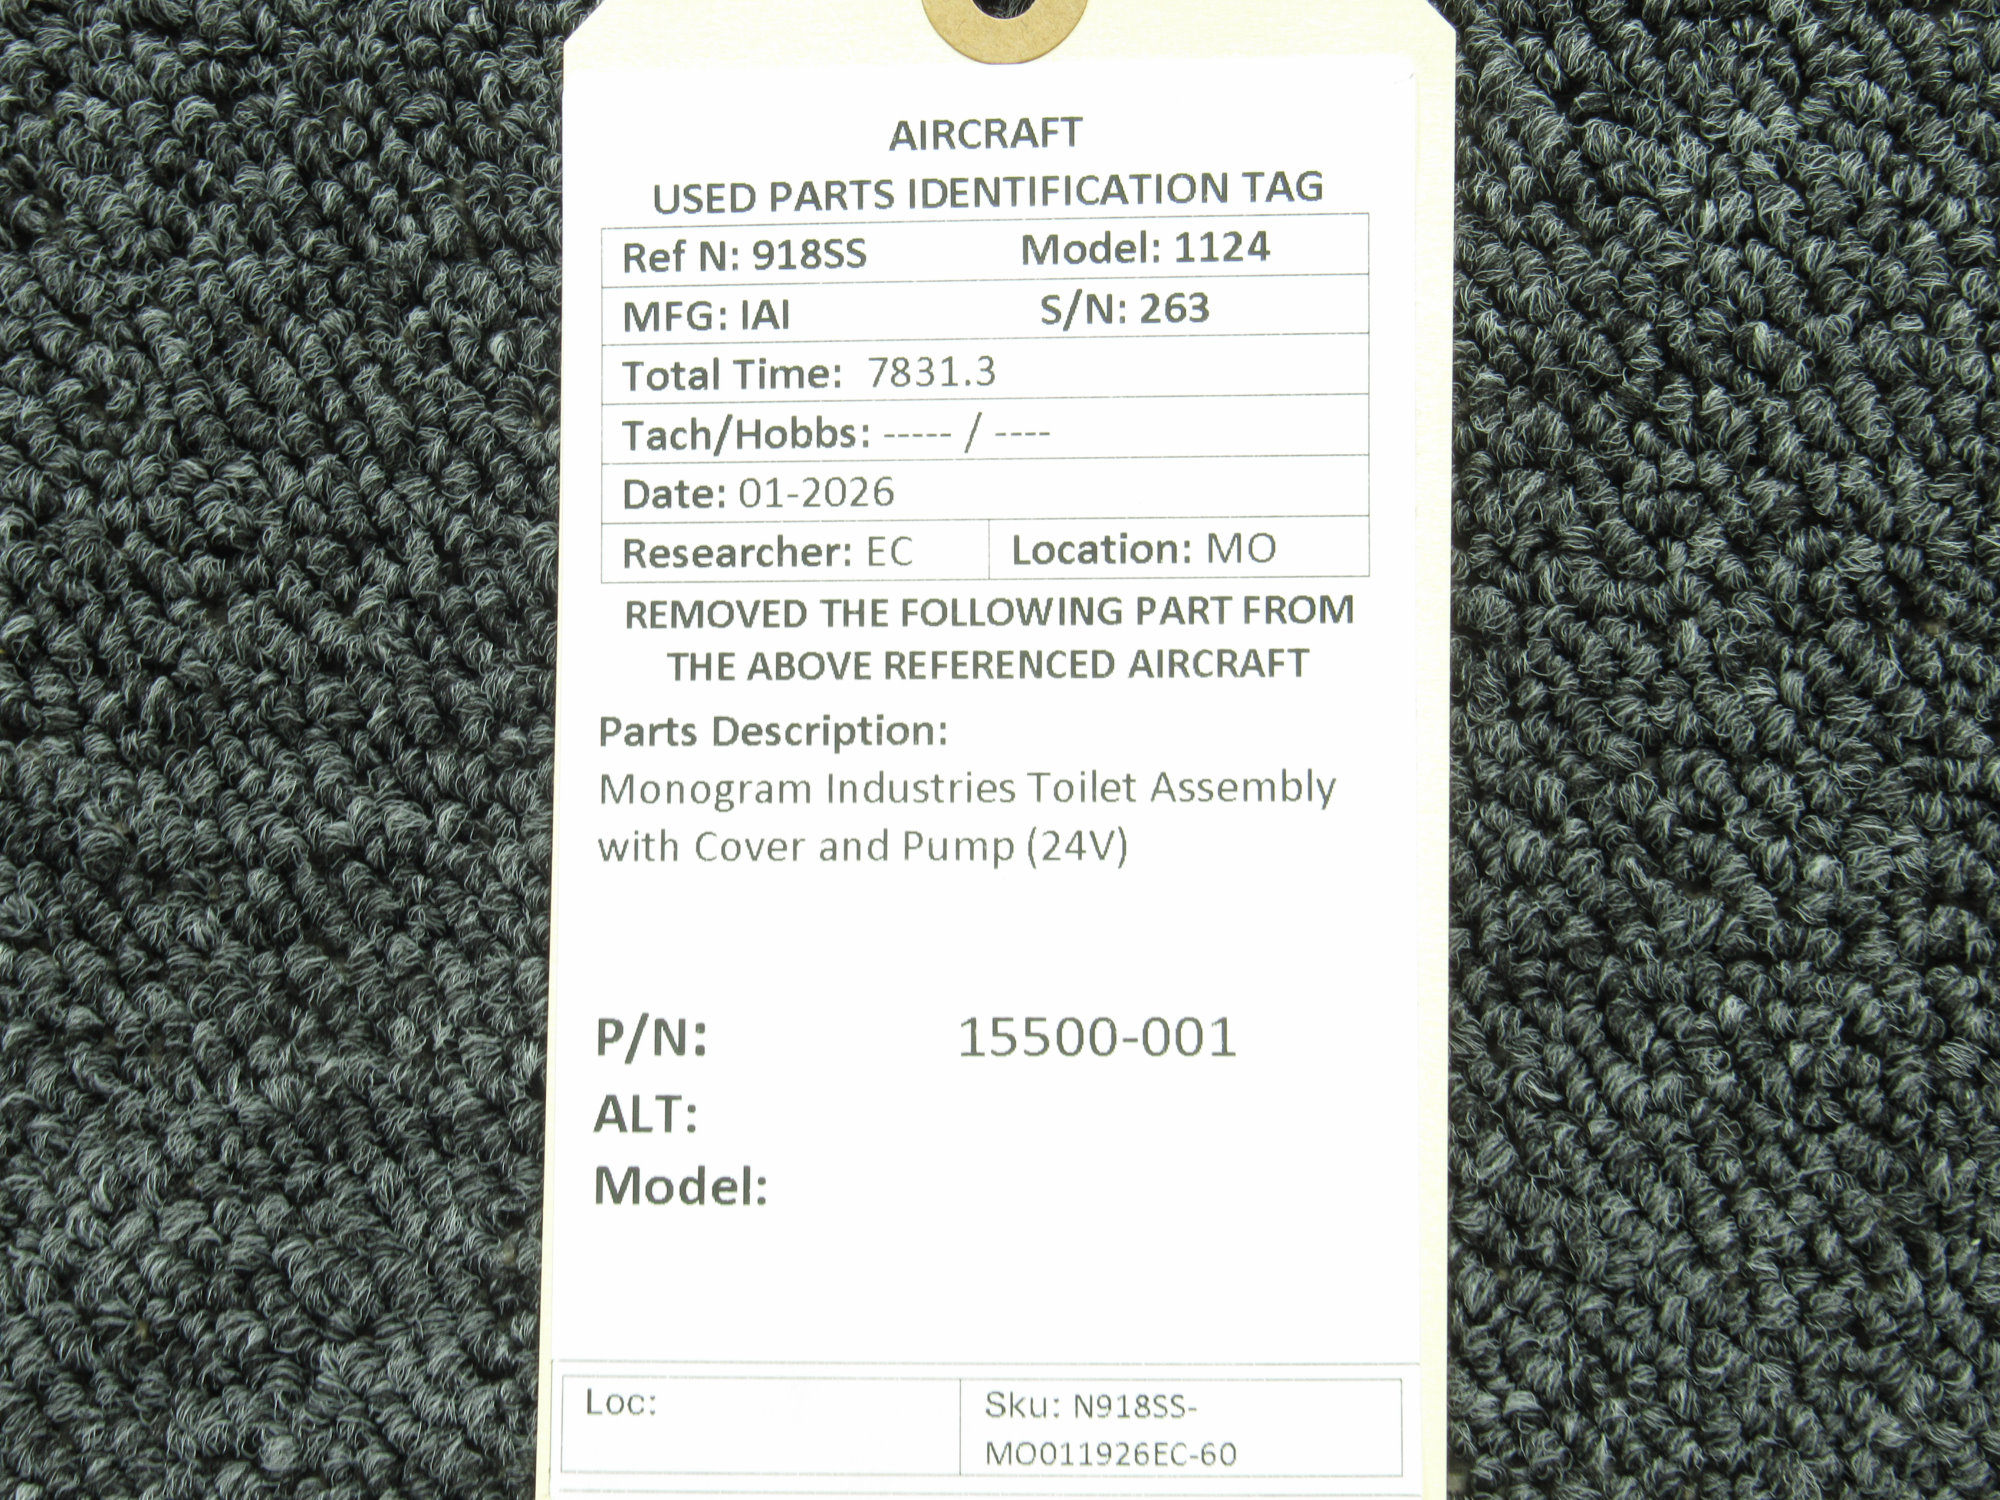 AIRCRAFT
USED PARTS IDENTIFICATION TAG
Ref N: 918SS Model: 1124
MFG: IAI S/N: 263
Total Time: 7831.3
Tach/Hobbs: ----- / ----
Date: 01-2026
Researcher: EC Location: MO
REMOVED THE FOLLOWING PART FROM
THE ABOVE REFERENCED AIRCRAFT
Parts Description:
Monogram Industries Toilet Assembly
with Cover and Pump (24V)
P/N: 15500-001
ALT:
Model:
Loc: Sku: N918SS-
MO011926EC-60